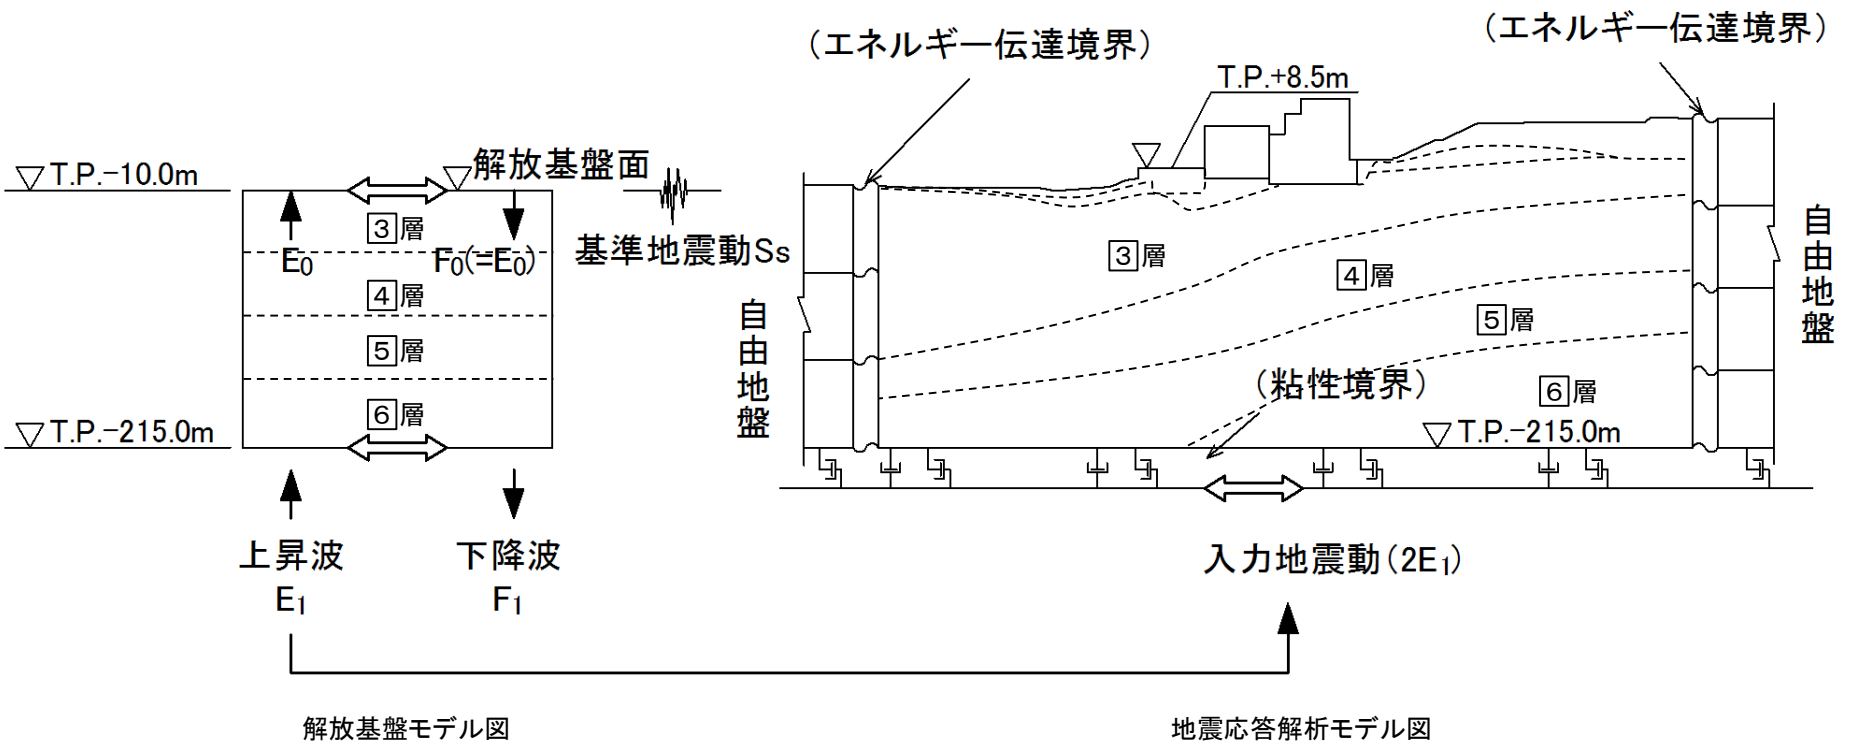 （エネルギー伝達境界）
（エネルギー伝達境界）
T.P.+8.5m
T.P.-10.0m
解放基盤面
3層
E0
F0(=E0)
基準地震動Ss
4層
5層
6層
T.P.-215.0m
上昇波
E1
下降波
F1
自由地盤
3層
4層
5層
6層
（粘性境界）
T.P.-215.0m
自由地盤
入力地震動(2E1)
解放基盤モデル図
地震応答解析モデル図